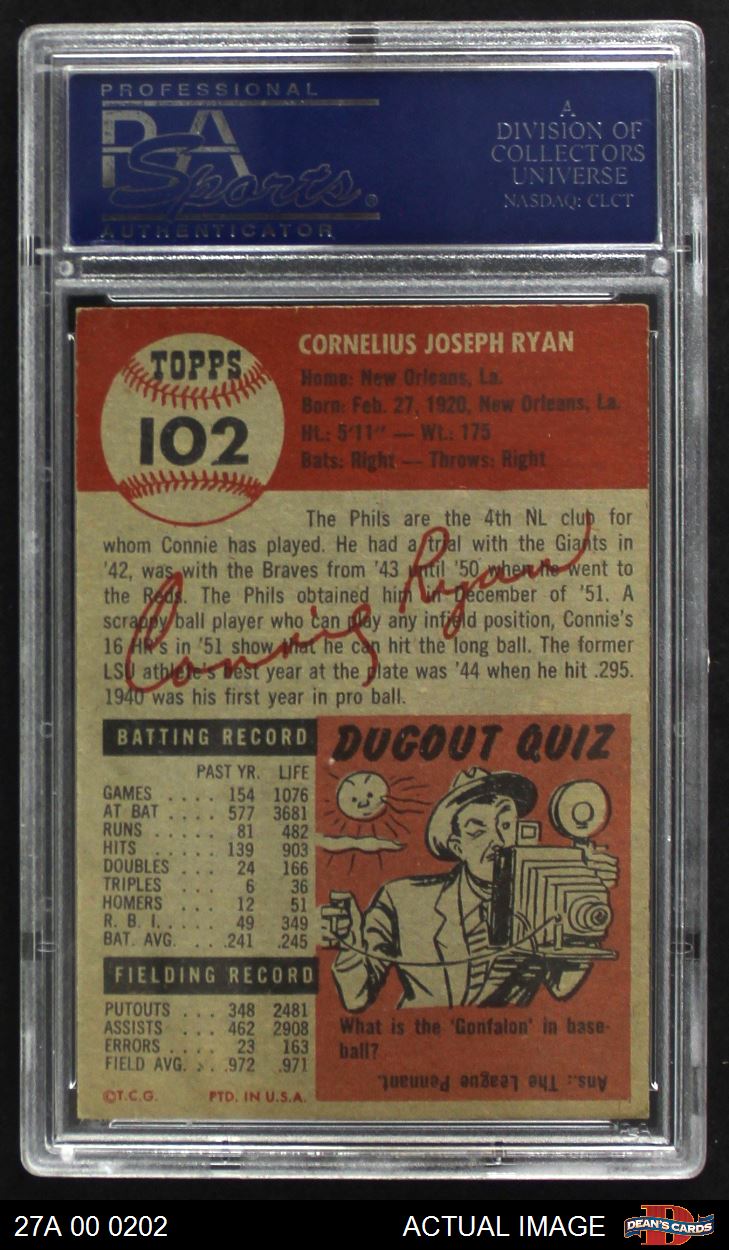 PROFESSIONAL
PSA
Sports®
AUTHENTICATOR
A
DIVISION OF
COLLECTORS
UNIVERSE
NASDAQ: CLCT
TOPPS
102
CORNELIUS JOSEPH RYAN
Home: New Orleans, La.
Born: Feb. 27, 1920, New Orleans, La.
Ht.: 5'11" — Wt.: 175
Bats: Right — Throws: Right
The Phils are the 4th NL club for
whom Connie has played. He had a trial with the Giants in
'42, was with the Braves from '43 until '50 when he went to
the Reds. The Phils obtained him in December of '51. A
scrappy ball player who can play any infield position, Connie's
16 HR's in '51 show that he can hit the long ball. The former
LSU athlete's best year at the plate was '44 when he hit .295.
1940 was his first year in pro ball.
Connie Ryan
BATTING RECORD
PAST YR. LIFE
GAMES .... 154 1076
AT BAT .... 577 3681
RUNS ..... 81 482
HITS ..... 139 903
DOUBLES .... 24 166
TRIPLES .... 6 36
HOMERS .... 12 51
R. B. I. ..... 49 349
BAT. AVG. ... .241 .245
FIELDING RECORD
PUTOUTS ... 348 2481
ASSISTS ... 462 2908
ERRORS .... 23 163
FIELD AVG. . . .972 .971
©T.C.G. PTD. IN U.S.A.
DUGOUT QUIZ
What is the 'Gonfalon' in base-
ball?
Ans.: The League Pennant.
27A 00 0202
ACTUAL IMAGE
DEAN'S CARDS